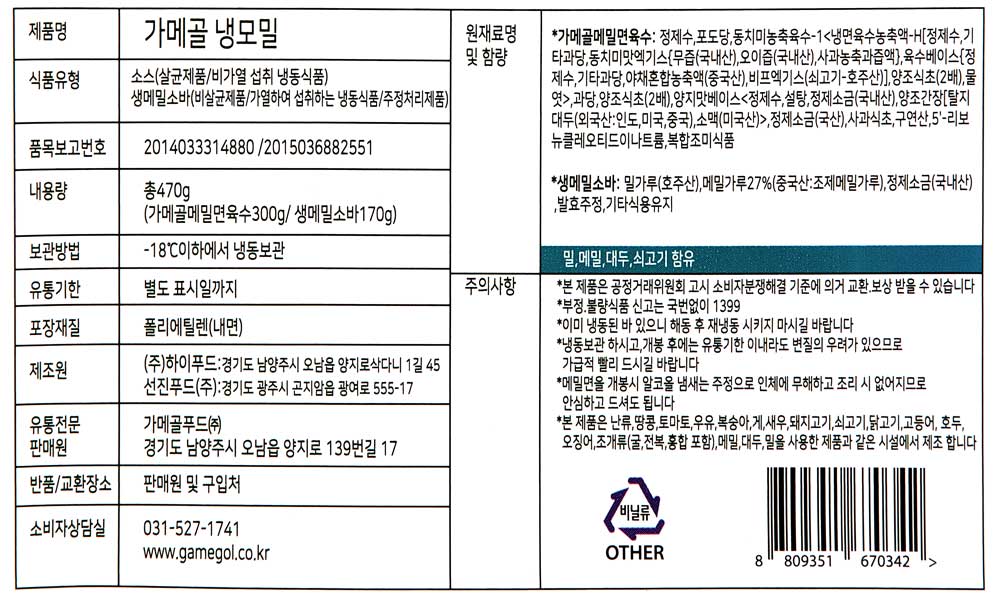 제품명
가메골 냉모밀
식품유형
소스(살균제품/비가열 섭취 냉동식품)
생메밀소바(비살균제품/가열하여 섭취하는 냉동식품/주정처리제품)
품목보고번호
2014033314880 /2015036882551
내용량
총470g
(가메골메밀면육수300g/ 생메밀소바170g)
보관방법
-18℃이하에서 냉동보관
유통기한
별도 표시일까지
포장재질
폴리에틸렌(내면)
제조원
(주)하이푸드:경기도 남양주시 오남읍 양지로삭다니 1길 45
선진푸드(주):경기도 광주시 곤지암읍 광여로 555-17
유통전문
판매원
가메골푸드㈜
경기도 남양주시 오남읍 양지로 139번길 17
반품/교환장소
판매원 및 구입처
소비자상담실
031-527-1741
www.gamegol.co.kr
원재료명
및 함량
*가메골메밀면육수: 정제수,포도당,동치미농축육수-1<냉면육수농축액-H[정제수,기
타과당,동치미맛엑기스{무즙(국내산),오이즙(국내산),사과농축과즙액},육수베이스{정
제수,기타과당,야채혼합농축액(중국산),비프엑기스(쇠고기-호주산)],양조식초(2배),물
엿>,과당,양조식초(2배),양지맛베이스<정제수,설탕,정제소금(국내산),양조간장[탈지
대두(외국산:인도,미국,중국),소맥(미국산)>,정제소금(국산),사과식초,구연산,5'-리보
뉴클레오티드이나트륨,복합조미식품
*생메밀소바: 밀가루(호주산),메밀가루27%(중국산:조제메밀가루),정제소금(국내산)
,발효주정,기타식용유지
밀,메밀,대두,쇠고기 함유
주의사항
*본 제품은 공정거래위원회 고시 소비자분쟁해결 기준에 의거 교환.보상 받을 수 있습니다
*부정.불량식품 신고는 국번없이 1399
*이미 냉동된 바 있으니 해동 후 재냉동 시키지 마시길 바랍니다
*냉동보관 하시고,개봉 후에는 유통기한 이내라도 변질의 우려가 있으므로
가급적 빨리 드시길 바랍니다
*메밀면을 개봉시 알코올 냄새는 주정으로 인체에 무해하고 조리 시 없어지므로
안심하고 드셔도 됩니다
*본 제품은 난류,땅콩,토마토,우유,복숭아,게,새우,돼지고기,쇠고기,닭고기,고등어, 호두,
오징어,조개류(굴,전복,홍합 포함),메밀,대두,밀을 사용한 제품과 같은 시설에서 제조 합니다
비닐류
OTHER
8 809351 670342 >